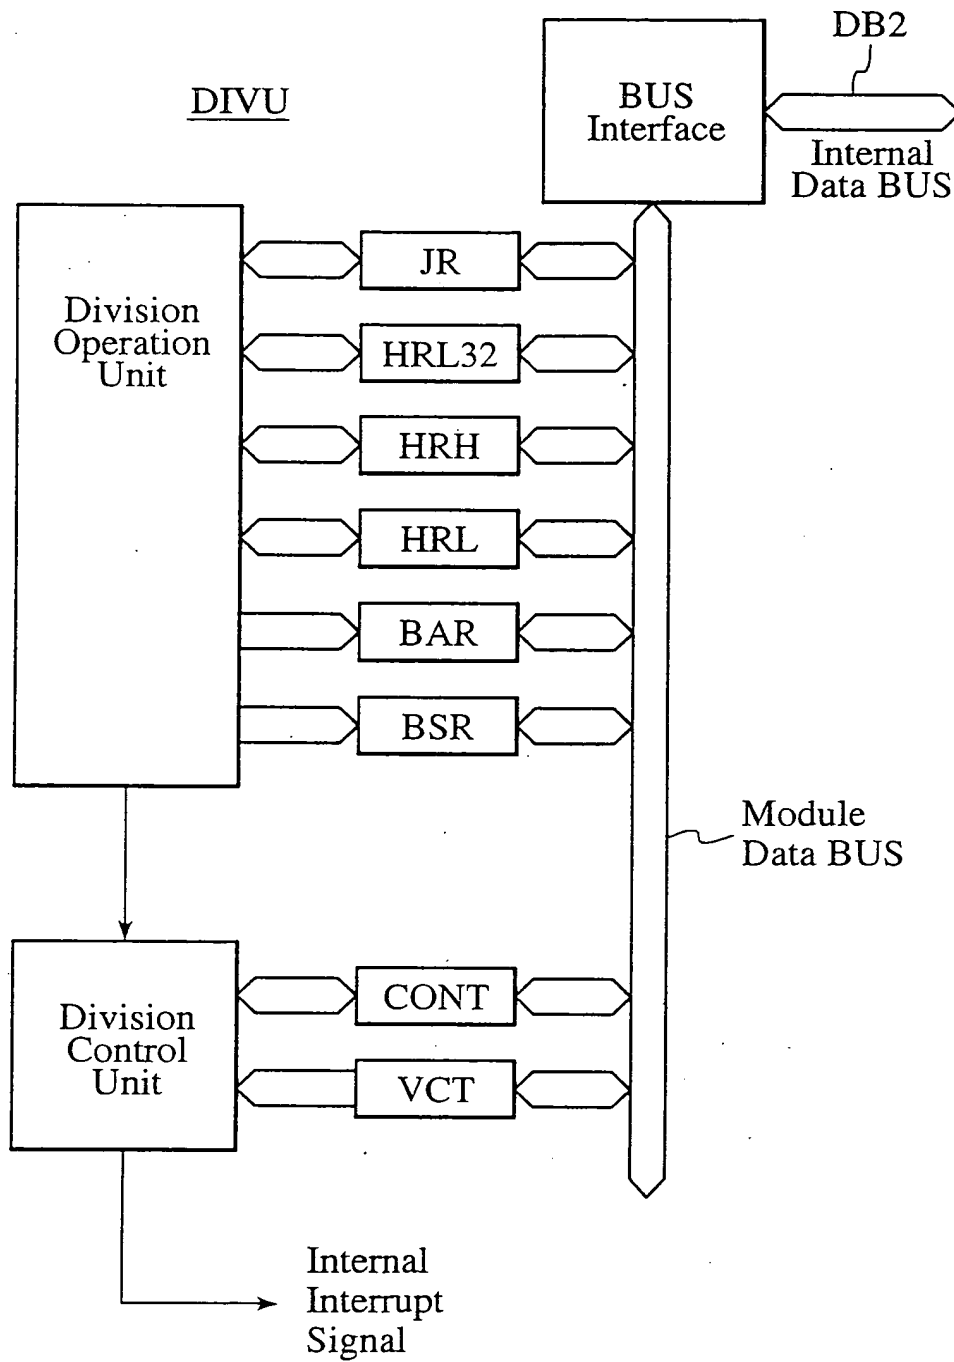 DB2
DIVU
BUS
Interface
Internal
Data BUS
Division
Operation
Unit
JR
HRL32
HRH
HRL
BAR
BSR
Module
Data BUS
Division
Control
Unit
CONT
VCT
Internal
Interrupt
Signal